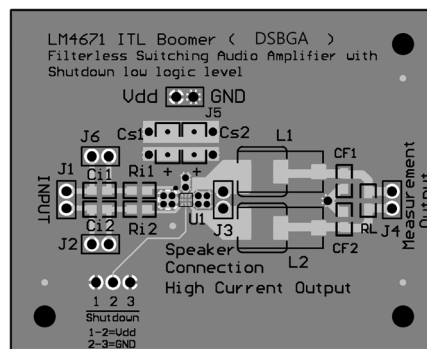 LM4671 ITL Boomer ( DSBGA )
Filterless Switching Audio Amplifier with
Shutdown low logic level
Vdd GND
J5
Cs1 Cs2
J6
L1
Ci1
Ri1 + +
CF1
J1
INPUT
U1
J3
J4
Measurement
Output
Ci2
Ri2
RL
J2
CF2
Speaker
Connection
L2
High Current Output
1 2 3
Shutdown
1-2=Vdd
2-3=GND